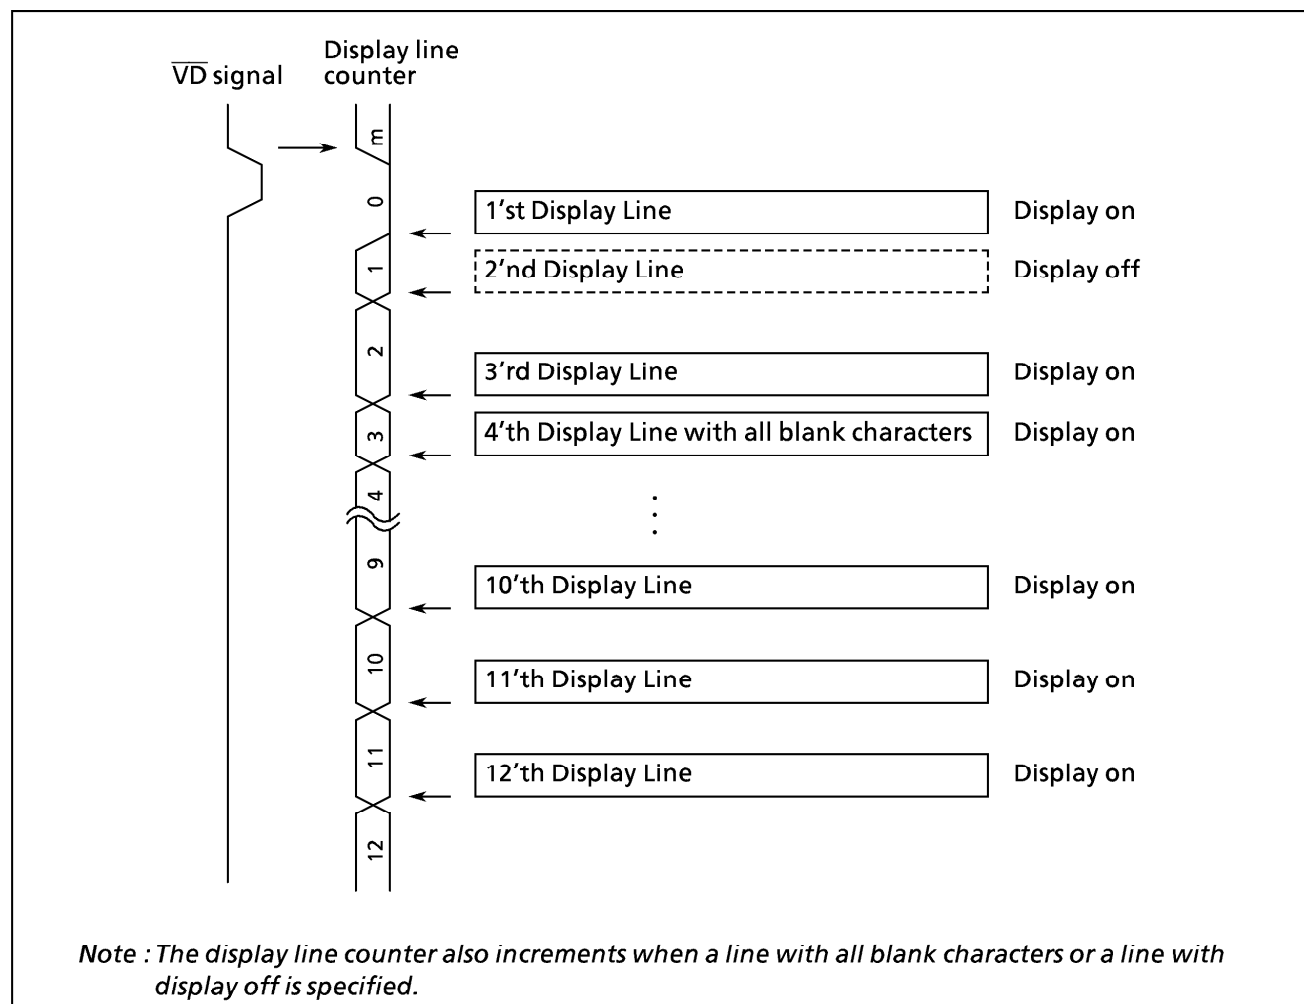 Display line
V̅D̅ signal counter
m
0
1'st Display Line Display on
1
2'nd Display Line Display off
2
3'rd Display Line Display on
3
4'th Display Line with all blank characters Display on
4
9
10'th Display Line Display on
10
11'th Display Line Display on
11
12'th Display Line Display on
12
Note : The display line counter also increments when a line with all blank characters or a line with
display off is specified.